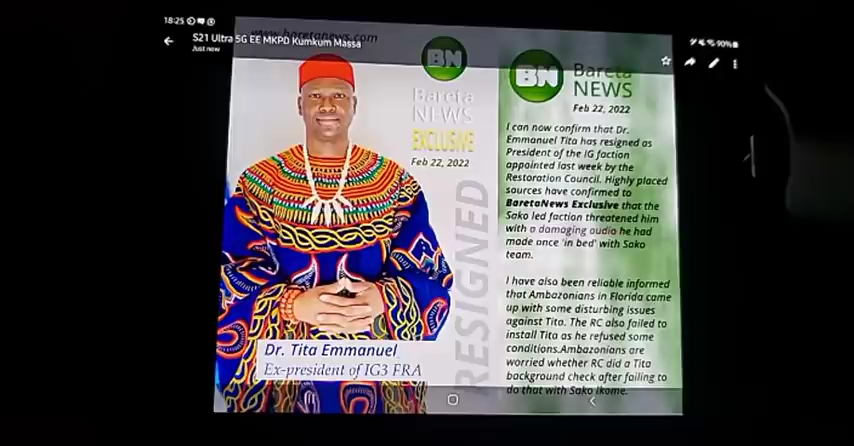 18:25
90%
S21 Ultra 5G EE MKPD Kumkum Massa
Just now
www.baretanews.com
BN
Bareta
NEWS
EXCLUSIVE
Feb 22, 2022
RESIGNED
Dr. Tita Emmanuel
Ex-president of IG3 FRA
BN
Bareta
NEWS
Feb 22, 2022
I can now confirm that Dr.
Emmanuel Tita has resigned as
President of the IG faction
appointed last week by the
Restoration Council. Highly placed
sources have confirmed to
BaretaNews Exclusive that the
Sako led faction threatened him
with a damaging audio he had
made once 'in bed' with Sako
team.
I have also been reliable informed
that Ambazonians in Florida came
up with some disturbing issues
against Tita. The RC also failed to
install Tita as he refused some
conditions.Ambazonians are
worried whether RC did a Tita
background check after failing to
do that with Sako Ikome.